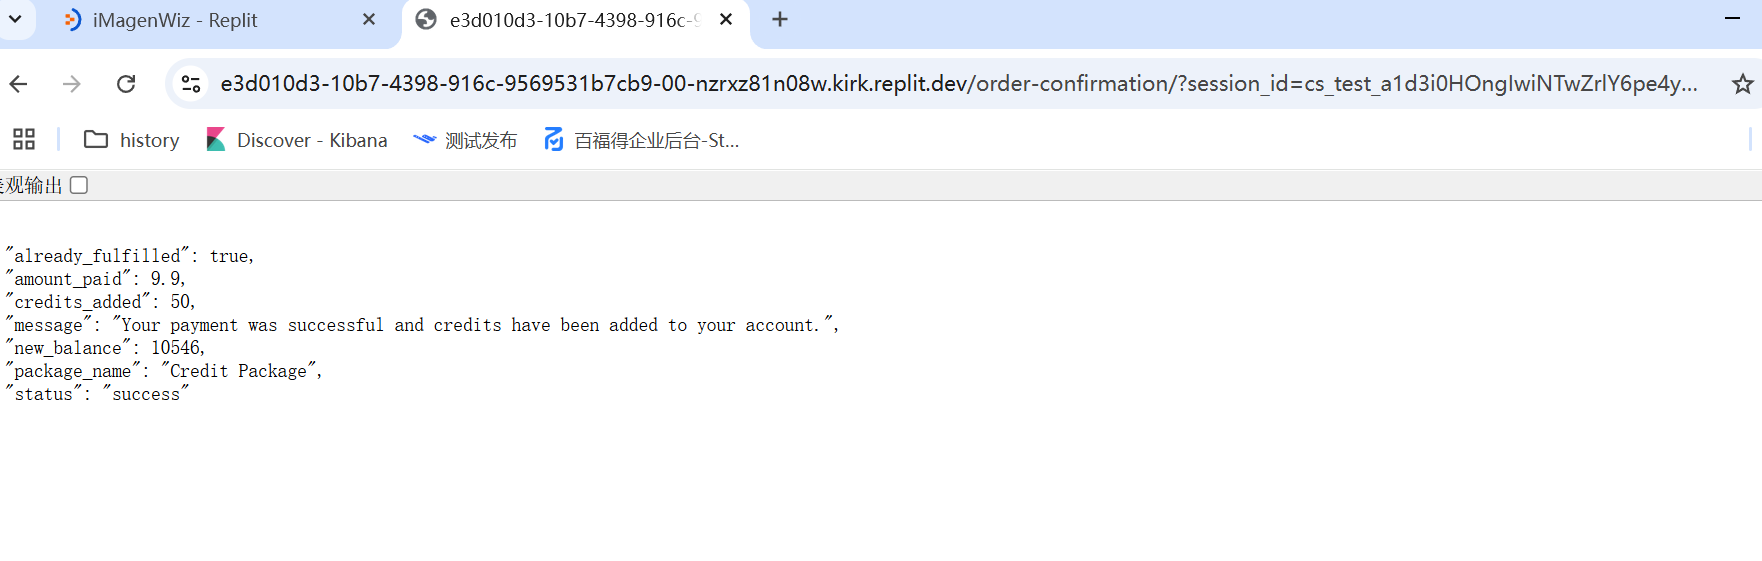 iMagenWiz - Replit
e3d010d3-10b7-4398-916c-9
e3d010d3-10b7-4398-916c-9569531b7cb9-00-nzrxz81n08w.kirk.replit.dev/order-confirmation/?session_id=cs_test_a1d3i0HOngIwiNTwZrlY6pe4y...
history
Discover - Kibana
测试发布
百福得企业后台-St...
观输出
"already_fulfilled": true,
"amount_paid": 9.9,
"credits_added": 50,
"message": "Your payment was successful and credits have been added to your account.",
"new_balance": 10546,
"package_name": "Credit Package",
"status": "success"